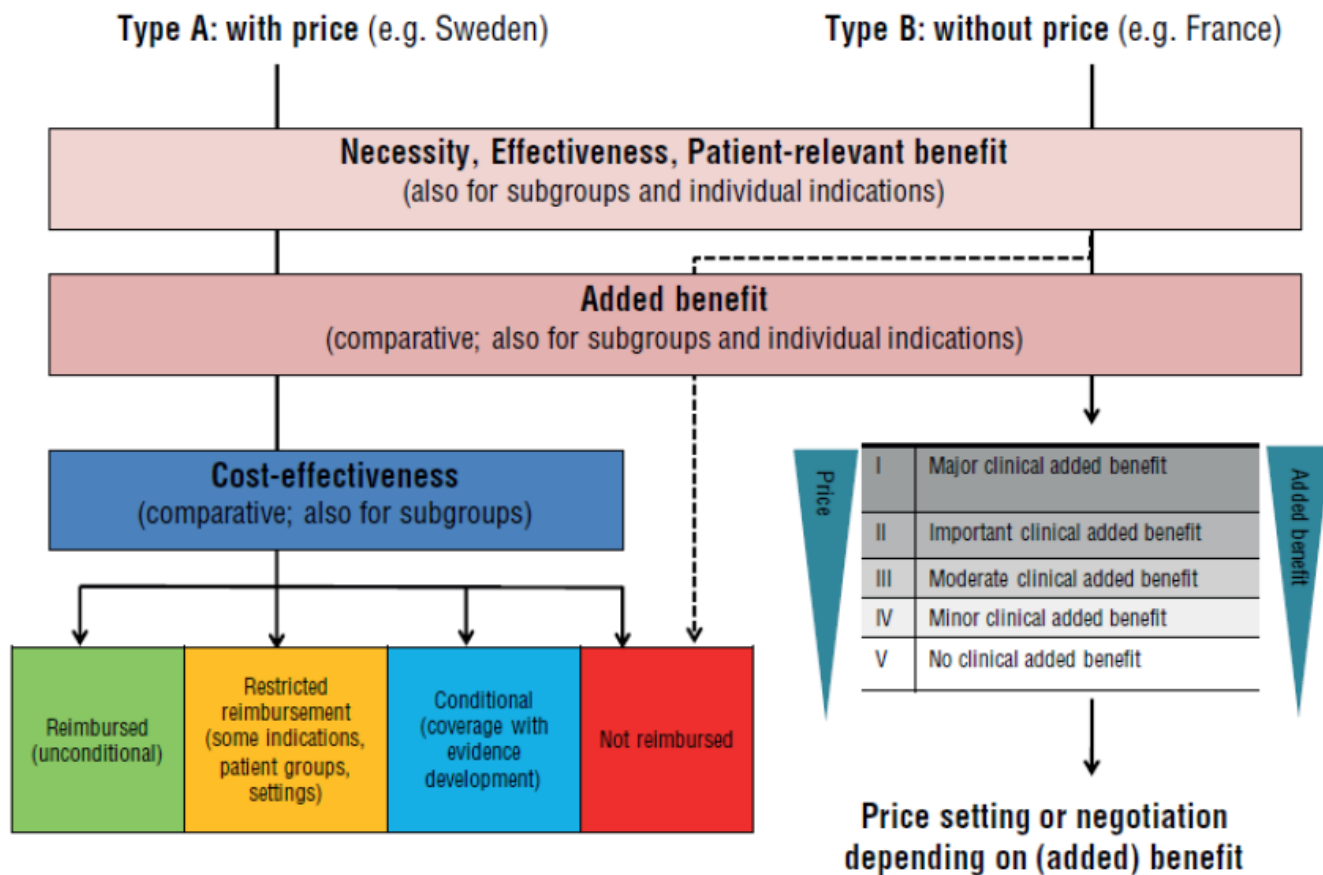 Type A: with price (e.g. Sweden)
Type B: without price (e.g. France)
Necessity, Effectiveness, Patient-relevant benefit
(also for subgroups and individual indications)
Added benefit
(comparative; also for subgroups and individual indications)
Cost-effectiveness
(comparative; also for subgroups)
Reimbursed
(unconditional)
Restricted
reimbursement
(some indications,
patient groups,
settings)
Conditional
(coverage with
evidence
development)
Not reimbursed
Price
I Major clinical added benefit
II Important clinical added benefit
III Moderate clinical added benefit
IV Minor clinical added benefit
V No clinical added benefit
Added benefit
Price setting or negotiation
depending on (added) benefit